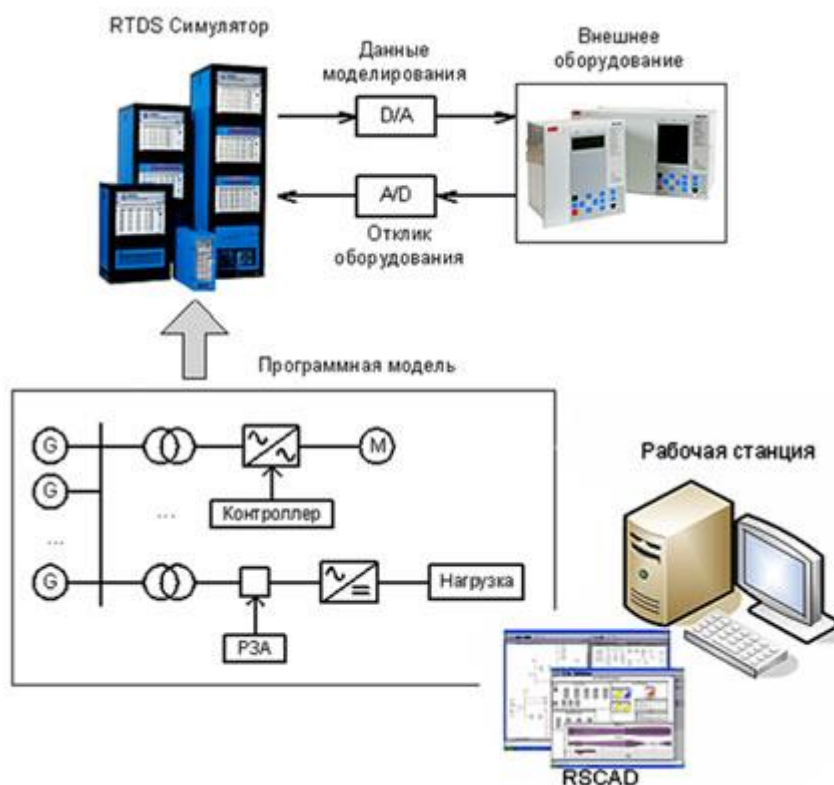 RTDS Симулятор
Данные
моделирования
Внешнее
оборудование
D/A
A/D
Отклик
оборудования
Программная модель
G
M
G
...
Контроллер
...
G
Нагрузка
РЗА
Рабочая станция
RSCAD